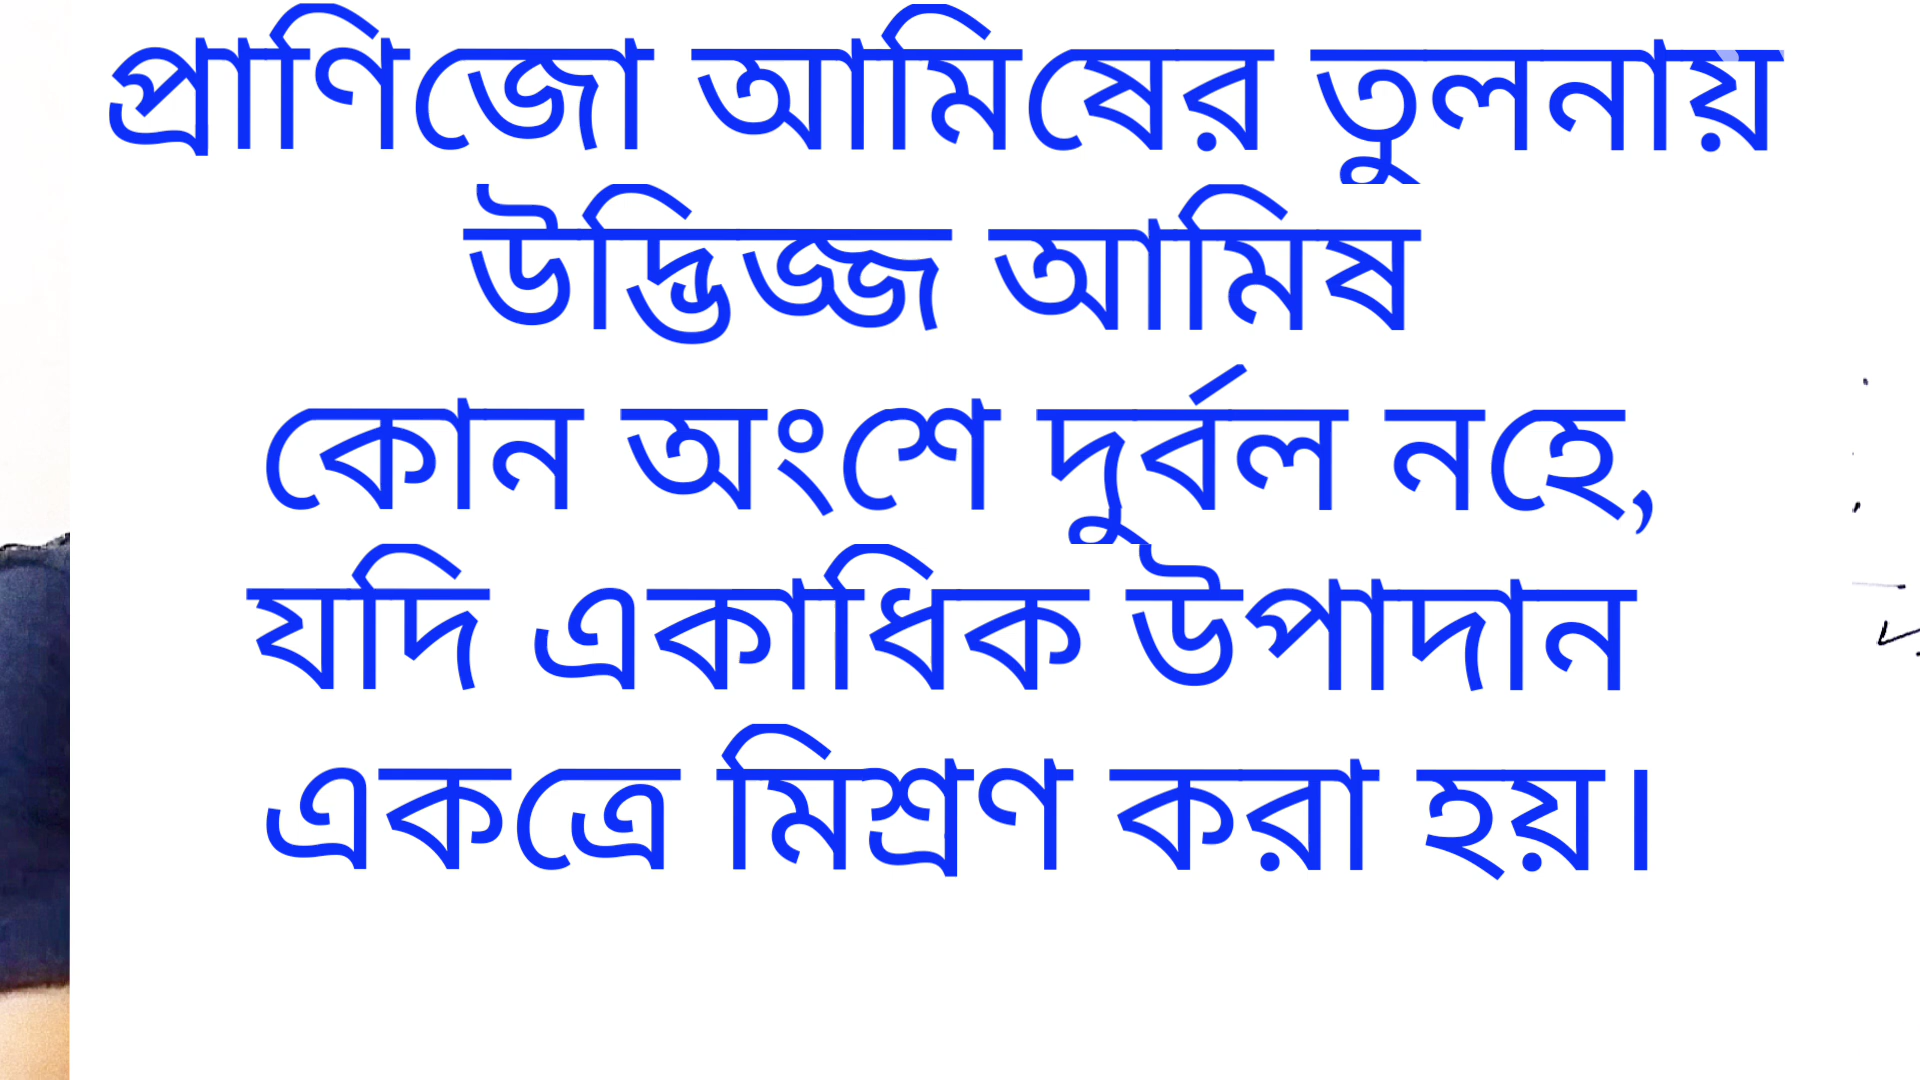 প্রাণিজো আমিষের তুলনায়
উদ্ভিজ্জ আমিষ
কোন অংশে দুর্বল নহে,
যদি একাধিক উপাদান
একত্রে মিশ্রণ করা হয়।